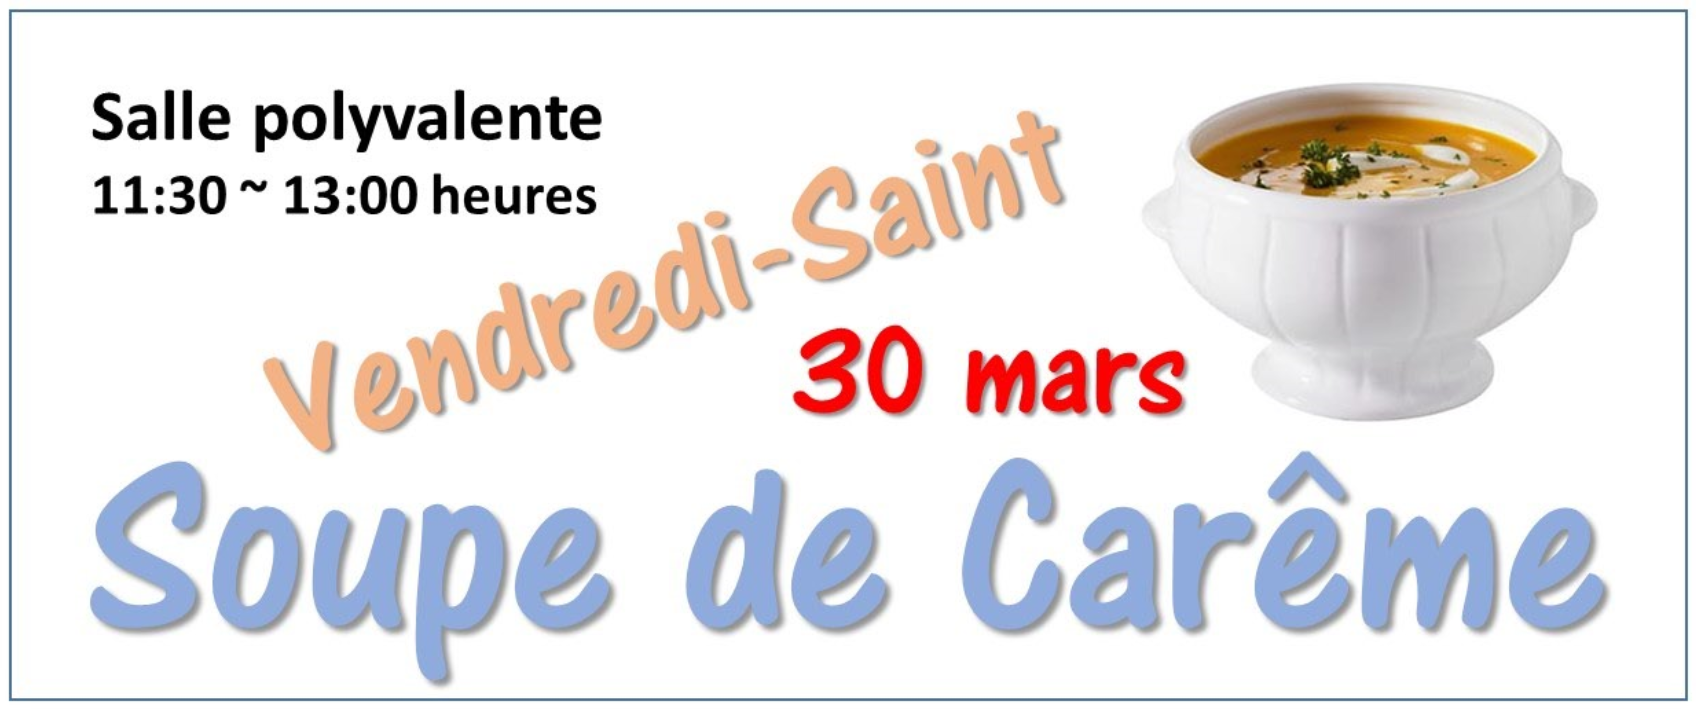 Salle polyvalente
11:30 ~ 13:00 heures
Vendredi-Saint
30 mars
Soupe de Carême